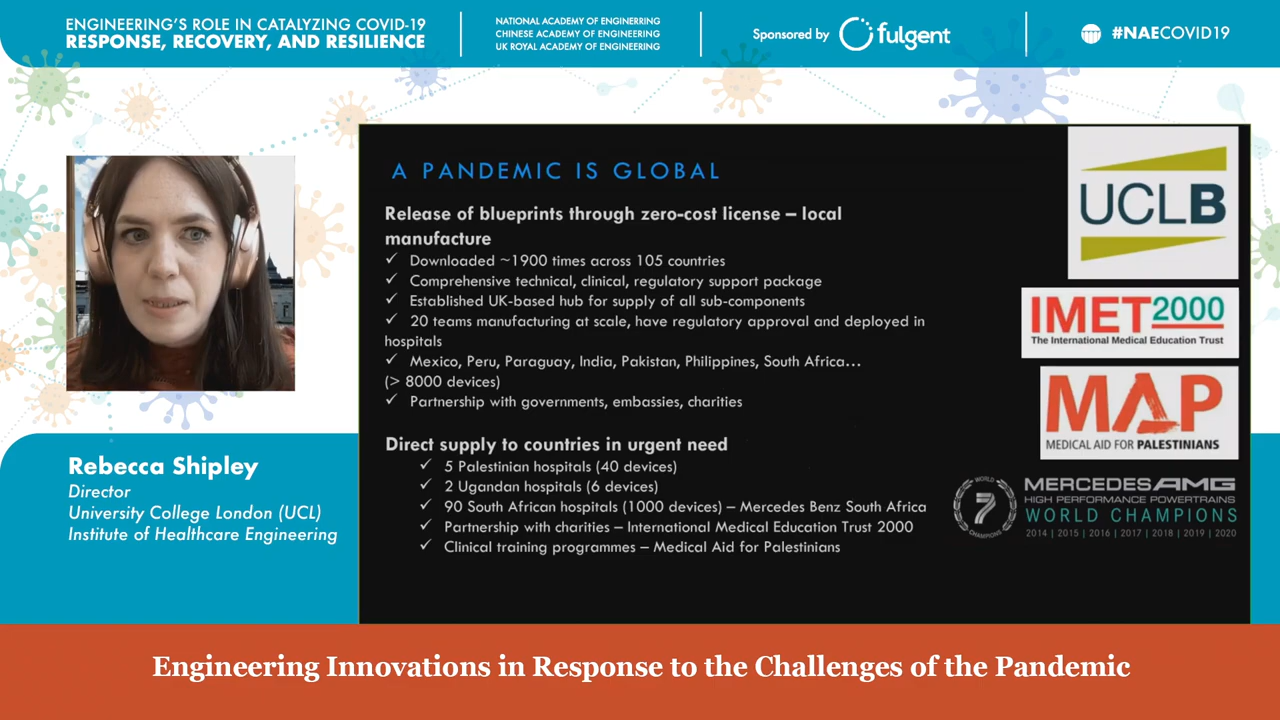 ENGINEERING'S ROLE IN CATALYZING COVID-19
RESPONSE, RECOVERY, AND RESILIENCE
NATIONAL ACADEMY OF ENGINERRING
CHINESE ACADEMY OF ENGINEERING
UK ROYAL ACADEMY OF ENGINEERING
Sponsored by fulgent
#NAECOVID19
A PANDEMIC IS GLOBAL
Release of blueprints through zero-cost license – local
manufacture
✓ Downloaded ~1900 times across 105 countries
✓ Comprehensive technical, clinical, regulatory support package
✓ Established UK-based hub for supply of all sub-components
✓ 20 teams manufacturing at scale, have regulatory approval and deployed in
hospitals
✓ Mexico, Peru, Paraguay, India, Pakistan, Philippines, South Africa…
(> 8000 devices)
✓ Partnership with governments, embassies, charities
Direct supply to countries in urgent need
✓ 5 Palestinian hospitals (40 devices)
✓ 2 Ugandan hospitals (6 devices)
✓ 90 South African hospitals (1000 devices) – Mercedes Benz South Africa
✓ Partnership with charities – International Medical Education Trust 2000
✓ Clinical training programmes – Medical Aid for Palestinians
UCLB
IMET2000
The International Medical Education Trust
MAP
MEDICAL AID FOR PALESTINIANS
WORLD
7
CHAMPIONS
MERCEDES AMG
HIGH PERFORMANCE POWERTRAINS
WORLD CHAMPIONS
2014 | 2015 | 2016 | 2017 | 2018 | 2019 | 2020
Rebecca Shipley
Director
University College London (UCL)
Institute of Healthcare Engineering
Engineering Innovations in Response to the Challenges of the Pandemic